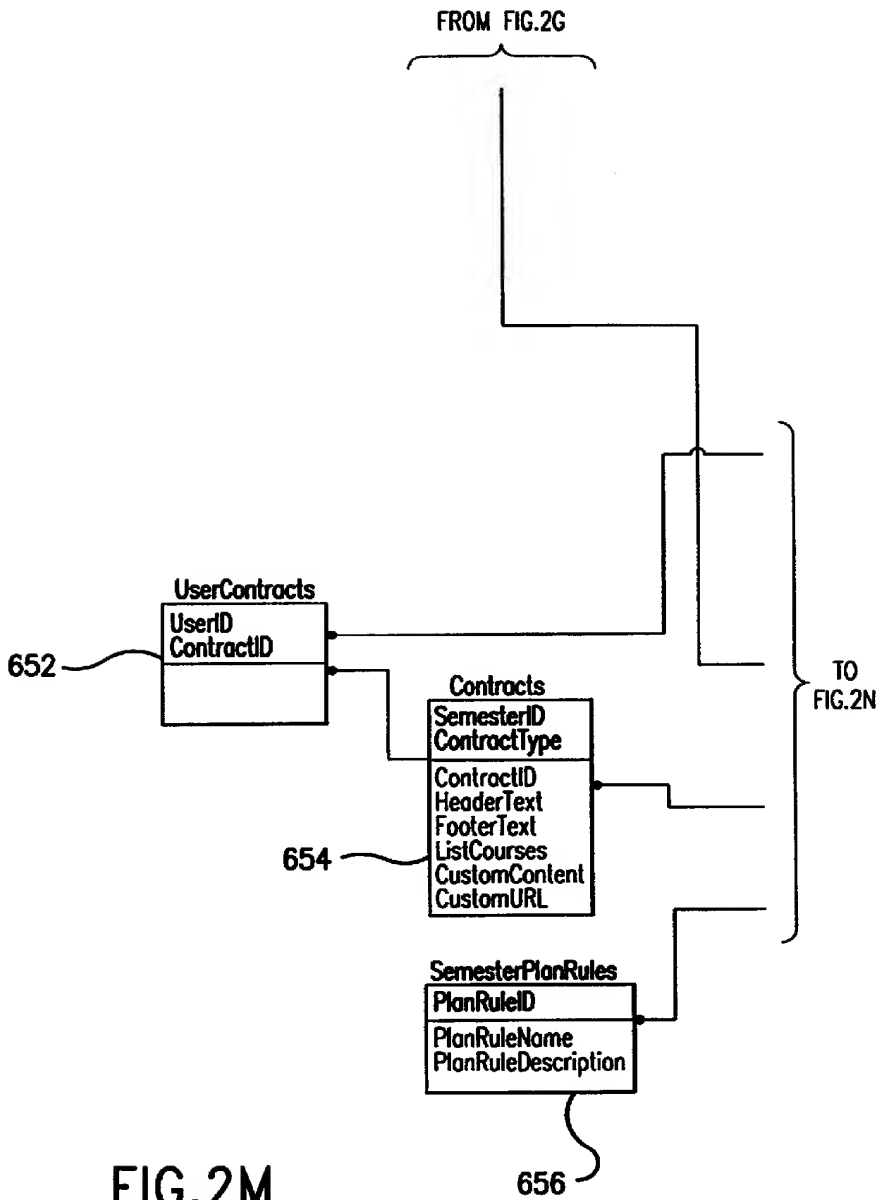 FROM FIG.2G
UserContracts
UserID
ContractID
652
TO
FIG.2N
Contracts
SemesterID
ContractType
ContractID
HeaderText
FooterText
ListCourses
CustomContent
CustomURL
654
SemesterPlanRules
PlanRuleID
PlanRuleName
PlanRuleDescription
656
FIG.2M